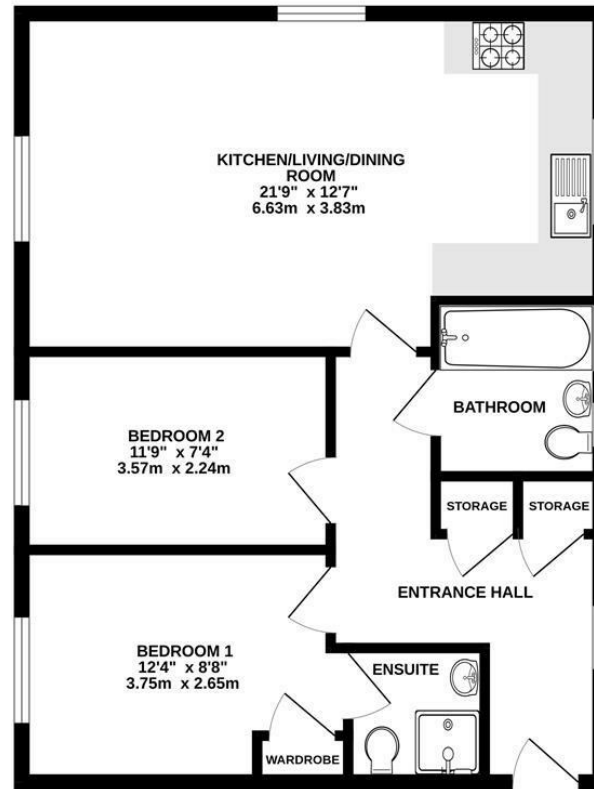 KITCHEN/LIVING/DINING
ROOM
21'9" x 12'7"
6.63m x 3.83m
BATHROOM
BEDROOM 2
11'9" x 7'4"
3.57m x 2.24m
STORAGE
STORAGE
ENTRANCE HALL
BEDROOM 1
12'4" x 8'8"
3.75m x 2.65m
ENSUITE
WARDROBE